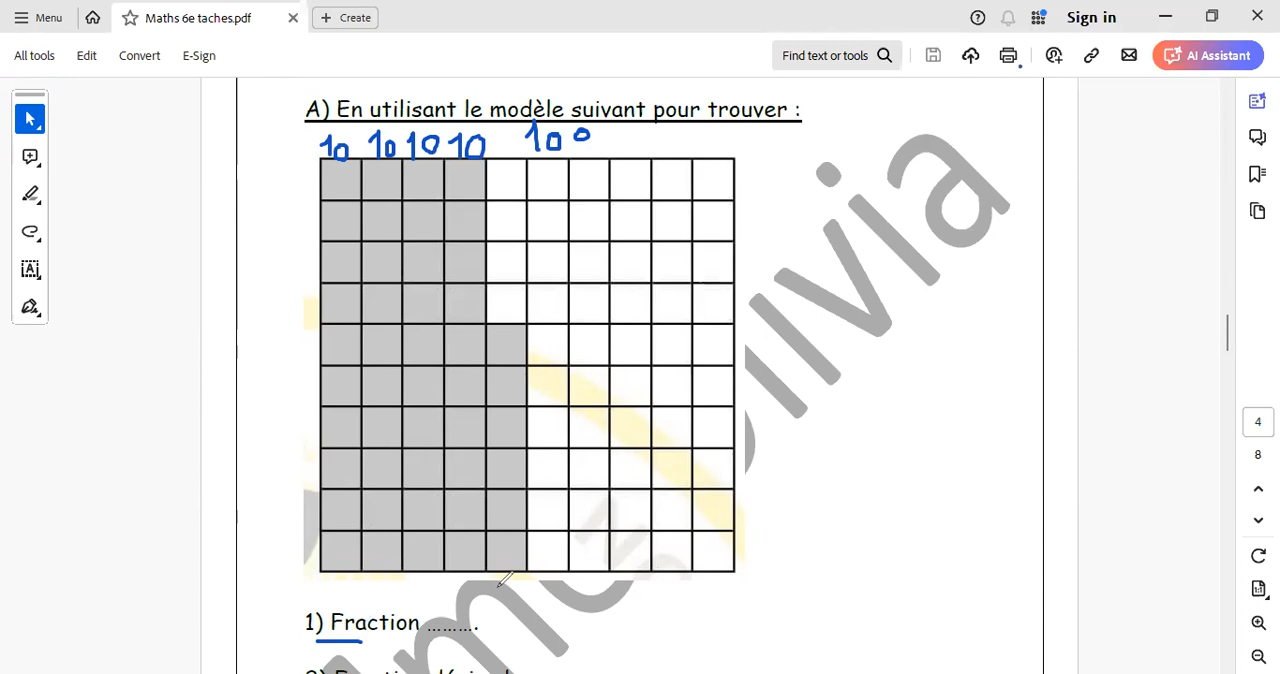 Menu
Maths 6e taches.pdf
Create
Sign in
All tools
Edit
Convert
E-Sign
Find text or tools
AI Assistant
A) En utilisant le modèle suivant pour trouver :
10 10 10 10 100
1) Fraction ..........
4
8